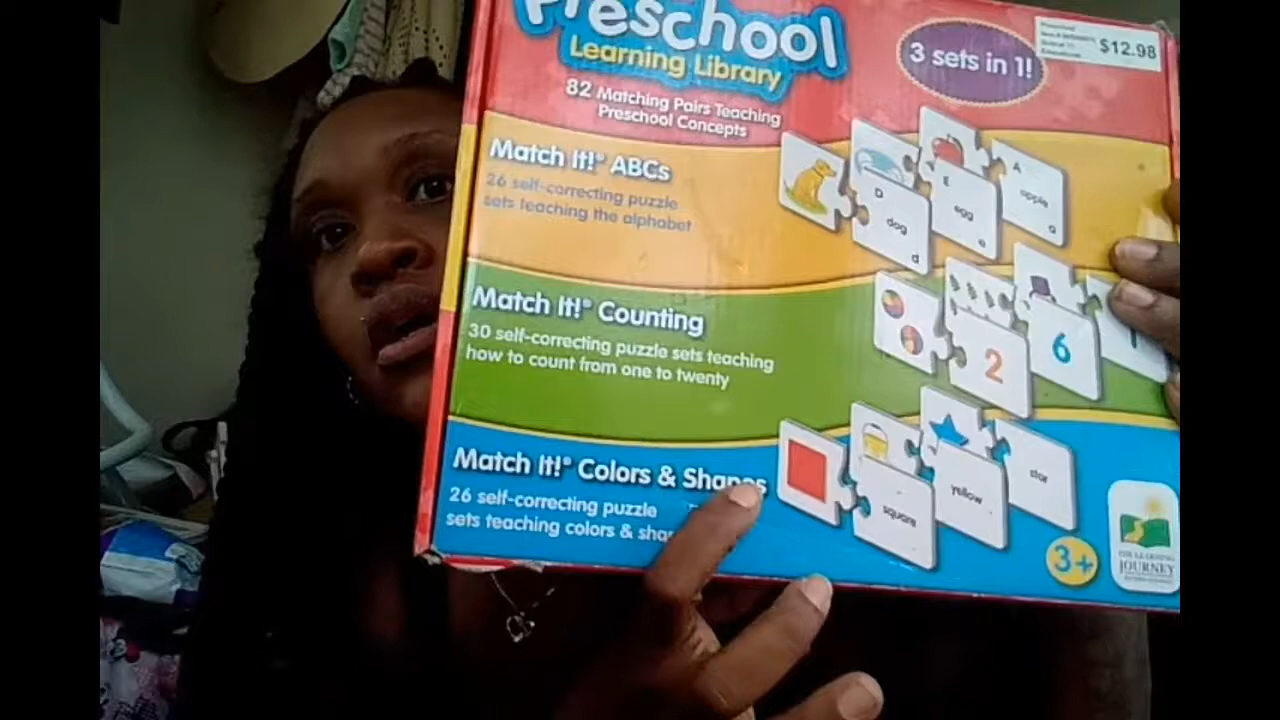 Preschool
Learning Library
82 Matching Pairs Teaching
Preschool Concepts
3 sets in 1!
$12.98
Match It!® ABCs
26 self-correcting puzzle
sets teaching the alphabet
A
apple
a
E
egg
e
D
dog
d
Match It!® Counting
30 self-correcting puzzle sets teaching
how to count from one to twenty
2
6
Match It!® Colors & Shapes
26 self-correcting puzzle
sets teaching colors &
square
yellow
star
3+
THE LEARNING
JOURNEY